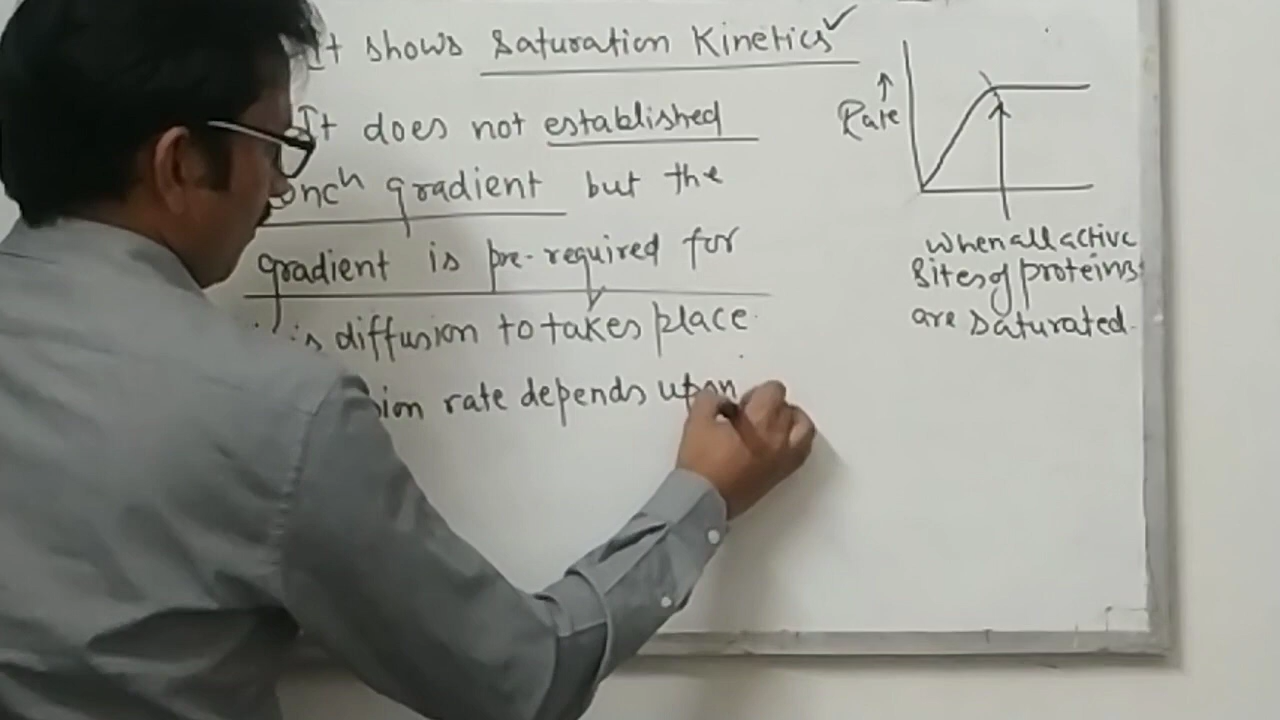 It shows Saturation Kinetics ✓
It does not established
concⁿ gradient but the
gradient is pre-required for
diffusion to takes place.
rate depends upon
↑
Rate
When all active
Sites of proteins
are saturated.